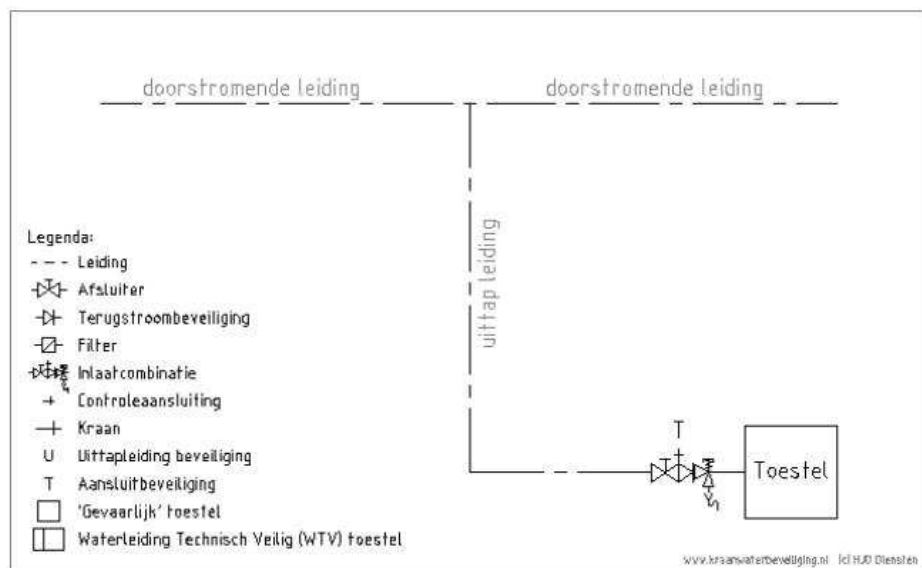 doorstromende leiding
doorstromende leiding
uittap leiding
Legenda:
Leiding
Afsluiter
Terugstroombeveiliging
Filter
Inlaatcombinatie
Controleaansluiting
Kraan
U Uittapleiding beveiliging
T Aansluitbeveiliging
'Gevaarlijk' toestel
Waterleiding Technisch Veilig (WTV) toestel
T
Toestel
www.kraanwaterbeveiliging.nl (c) HJD Diensten